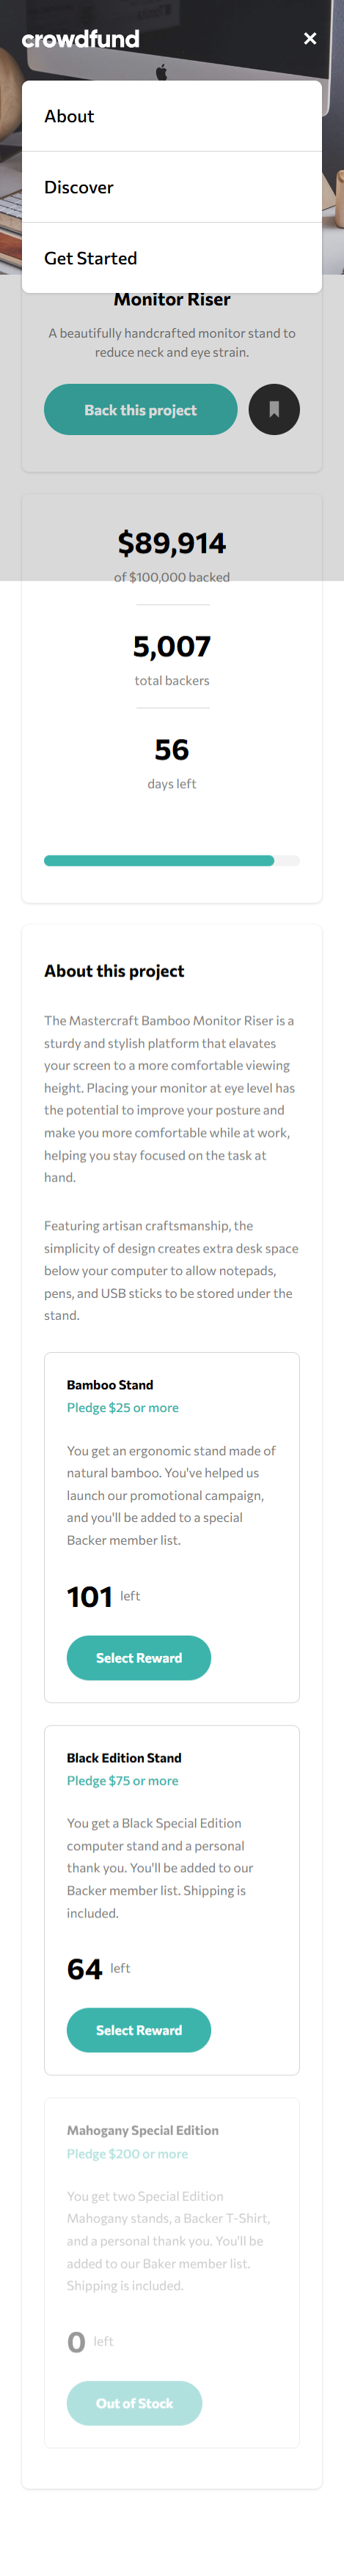 crowdfund
About
Discover
Get Started
Monitor Riser
A beautifully handcrafted monitor stand to
reduce neck and eye strain.
Back this project
$89,914
of $100,000 backed
5,007
total backers
56
days left
About this project
The Mastercraft Bamboo Monitor Riser is a
sturdy and stylish platform that elavates
your screen to a more comfortable viewing
height. Placing your monitor at eye level has
the potential to improve your posture and
make you more comfortable while at work,
helping you stay focused on the task at
hand.
Featuring artisan craftsmanship, the
simplicity of design creates extra desk space
below your computer to allow notepads,
pens, and USB sticks to be stored under the
stand.
Bamboo Stand
Pledge $25 or more
You get an ergonomic stand made of
natural bamboo. You've helped us
launch our promotional campaign,
and you'll be added to a special
Backer member list.
101 left
Select Reward
Black Edition Stand
Pledge $75 or more
You get a Black Special Edition
computer stand and a personal
thank you. You'll be added to our
Backer member list. Shipping is
included.
64 left
Select Reward
Mahogany Special Edition
Pledge $200 or more
You get two Special Edition
Mahogany stands, a Backer T-Shirt,
and a personal thank you. You'll be
added to our Baker member list.
Shipping is included.
0 left
Out of Stock